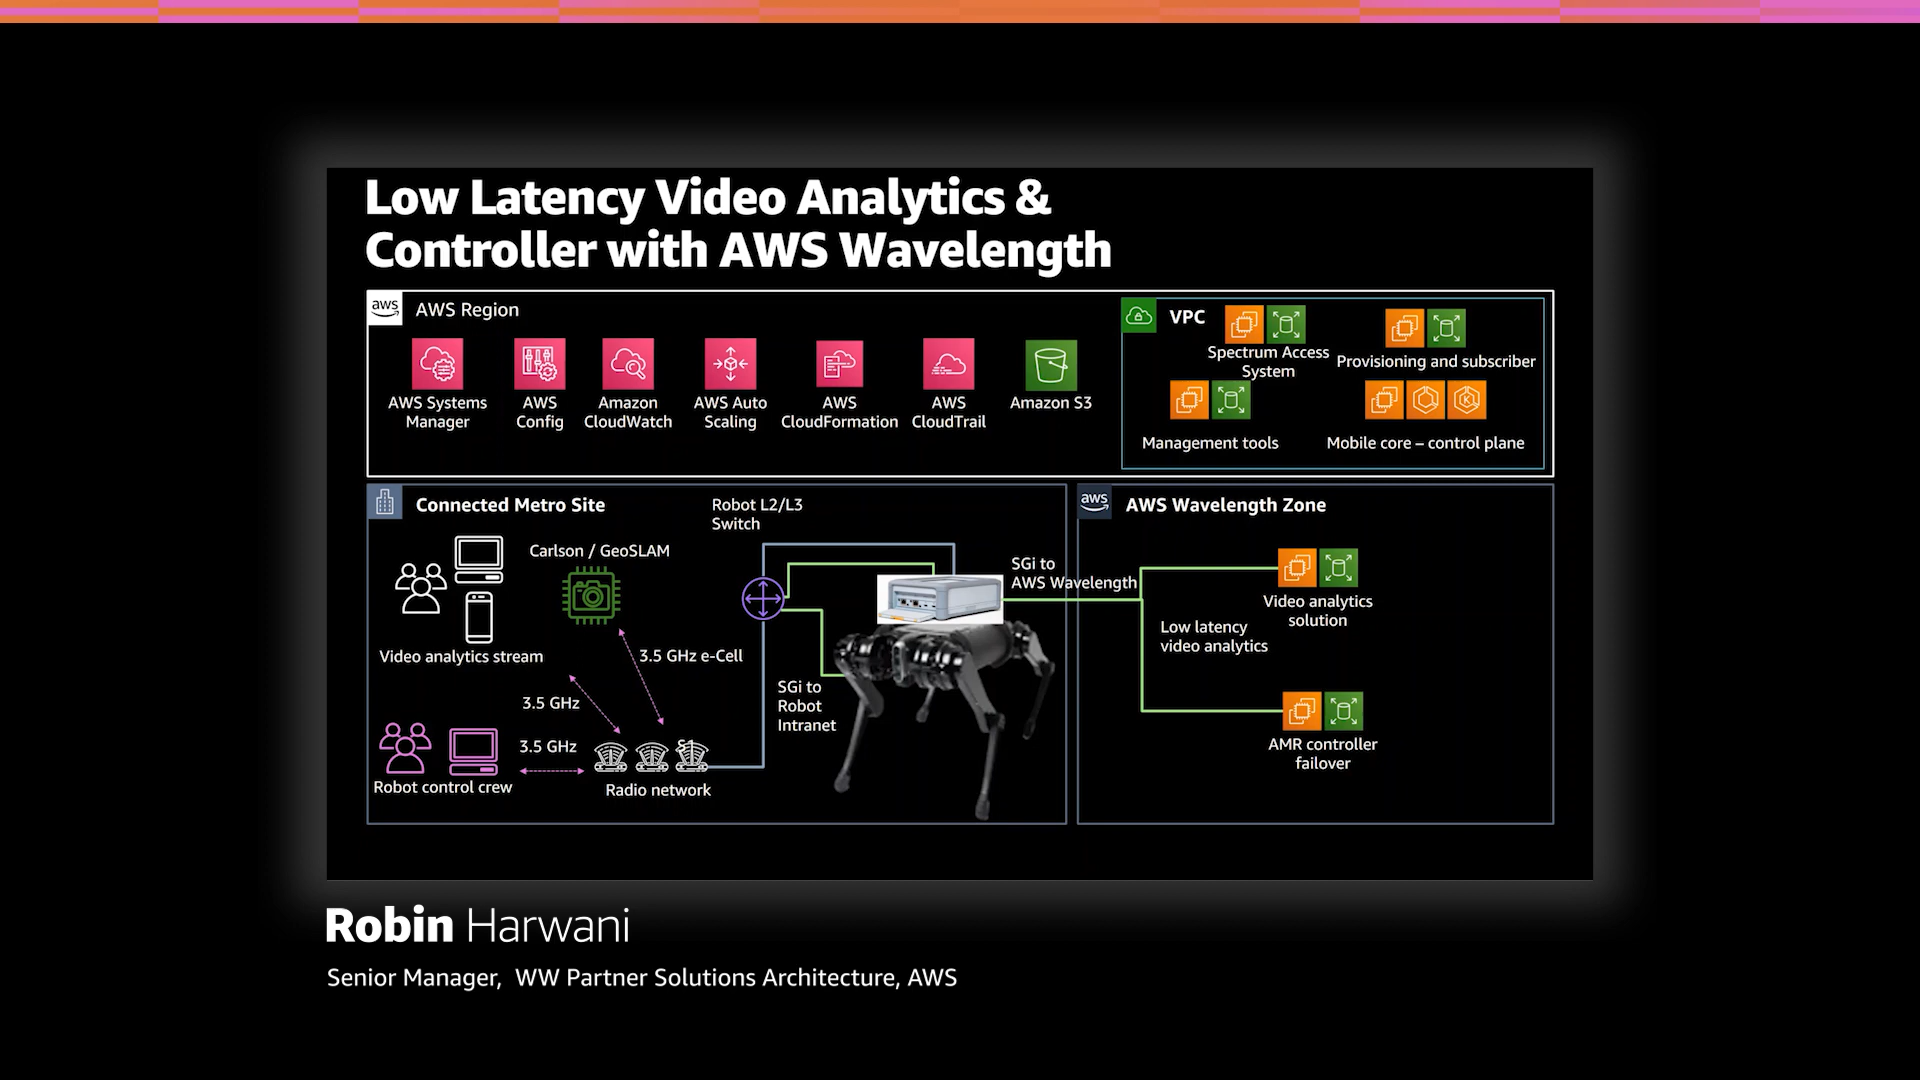 Low Latency Video Analytics &
Controller with AWS Wavelength
aws
AWS Region
AWS Systems
Manager
AWS
Config
Amazon
CloudWatch
AWS Auto
Scaling
AWS
CloudFormation
AWS
CloudTrail
Amazon S3
VPC
Spectrum Access
System
Provisioning and subscriber
Management tools
Mobile core – control plane
Connected Metro Site
Video analytics stream
Carlson / GeoSLAM
Robot L2/L3
Switch
3.5 GHz e-Cell
3.5 GHz
3.5 GHz
Robot control crew
Radio network
SGi to
Robot
Intranet
SGi to
AWS Wavelength
aws
AWS Wavelength Zone
Low latency
video analytics
Video analytics
solution
AMR controller
failover
Robin Harwani
Senior Manager, WW Partner Solutions Architecture, AWS